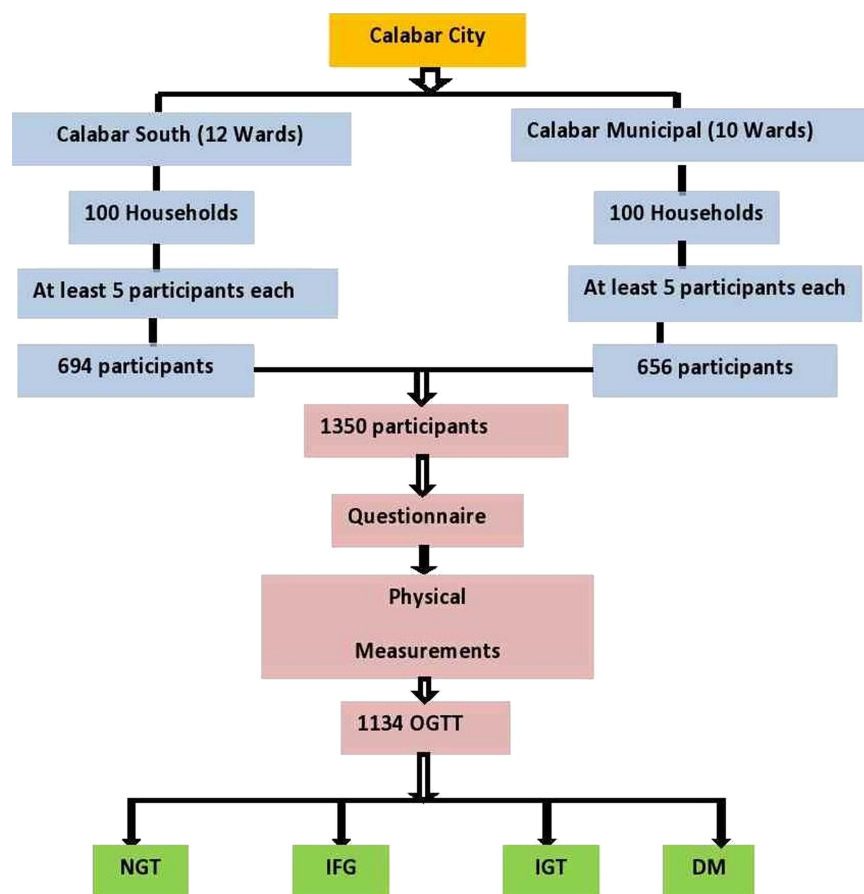 Calabar City
Calabar South (12 Wards)
Calabar Municipal (10 Wards)
100 Households
100 Households
At least 5 participants each
At least 5 participants each
694 participants
656 participants
1350 participants
Questionnaire
Physical
Measurements
1134 OGTT
NGT
IFG
IGT
DM